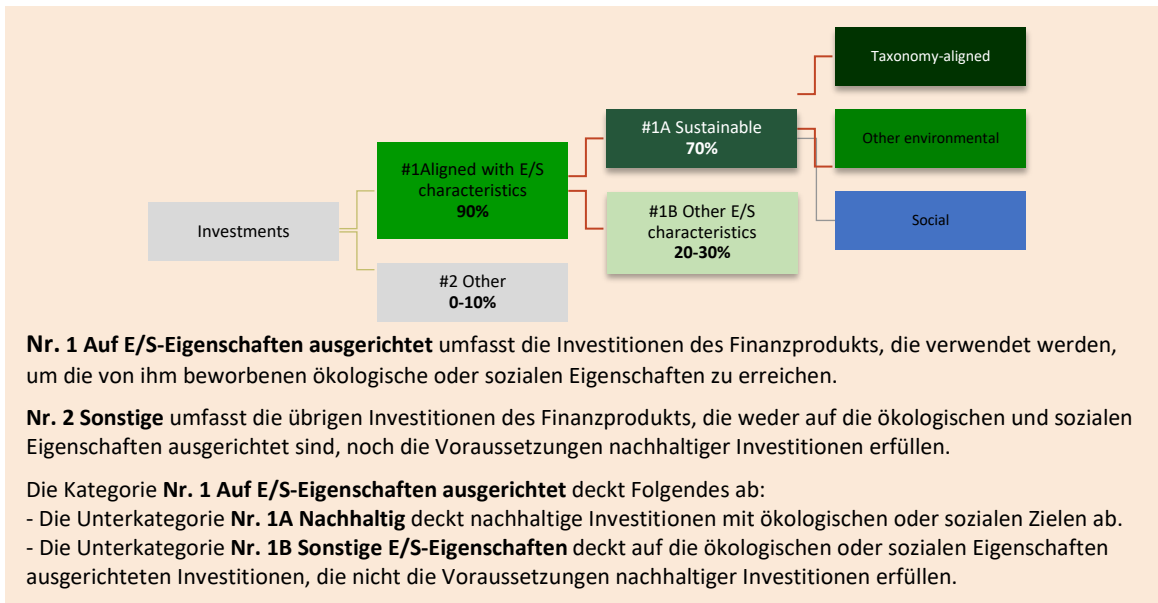 Taxonomy-aligned
#1A Sustainable
70%
Other environmental
#1Aligned with E/S
characteristics
90%
Investments
#1B Other E/S
characteristics
20-30%
Social
#2 Other
0-10%
Nr. 1 Auf E/S-Eigenschaften ausgerichtet umfasst die Investitionen des Finanzprodukts, die verwendet werden,
um die von ihm beworbenen ökologische oder sozialen Eigenschaften zu erreichen.
Nr. 2 Sonstige umfasst die übrigen Investitionen des Finanzprodukts, die weder auf die ökologischen und sozialen
Eigenschaften ausgerichtet sind, noch die Voraussetzungen nachhaltiger Investitionen erfüllen.
Die Kategorie Nr. 1 Auf E/S-Eigenschaften ausgerichtet deckt Folgendes ab:
- Die Unterkategorie Nr. 1A Nachhaltig deckt nachhaltige Investitionen mit ökologischen oder sozialen Zielen ab.
- Die Unterkategorie Nr. 1B Sonstige E/S-Eigenschaften deckt auf die ökologischen oder sozialen Eigenschaften
ausgerichteten Investitionen, die nicht die Voraussetzungen nachhaltiger Investitionen erfüllen.